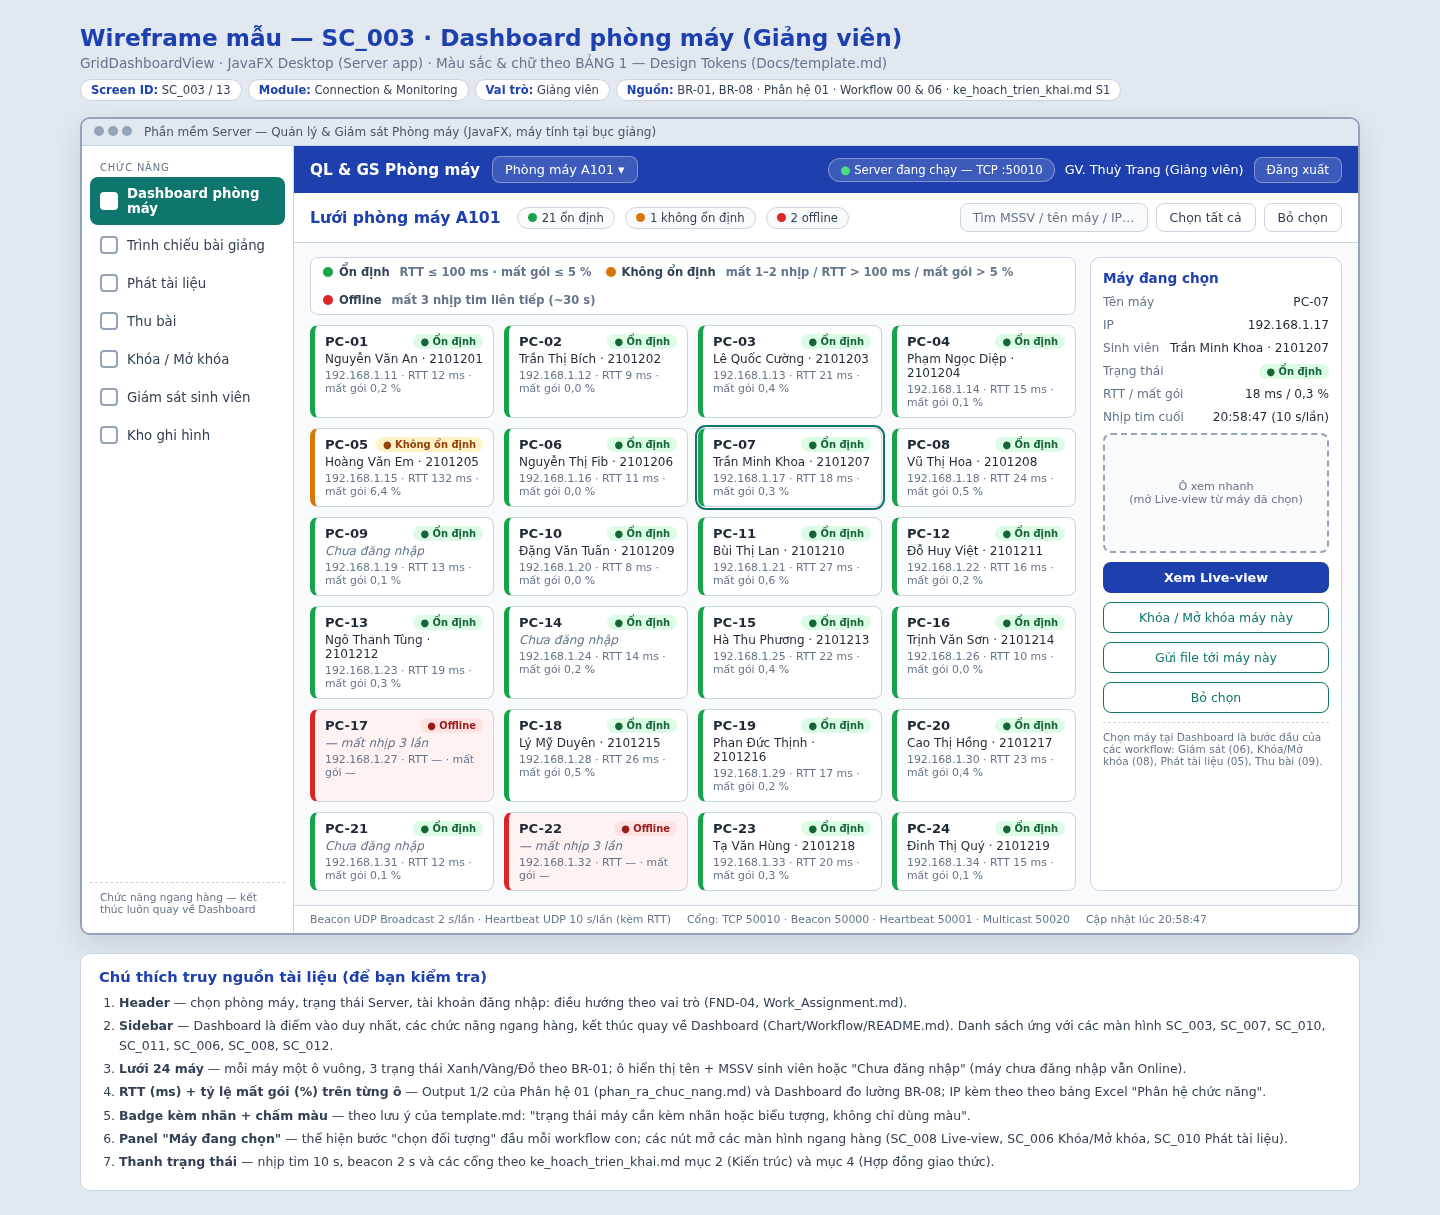 Wireframe mẫu — SC_003 · Dashboard phòng máy (Giảng viên)
GridDashboardView · JavaFX Desktop (Server app) · Màu sắc & chữ theo BẢNG 1 — Design Tokens (Docs/template.md)
Screen ID: SC_003 / 13
Module: Connection & Monitoring
Vai trò: Giảng viên
Nguồn: BR-01, BR-08 · Phân hệ 01 · Workflow 00 & 06 · ke_hoach_trien_khai.md S1
Phần mềm Server — Quản lý & Giám sát Phòng máy (JavaFX, máy tính tại bục giảng)
CHỨC NĂNG
Dashboard phòng
máy
Trình chiếu bài giảng
Phát tài liệu
Thu bài
Khóa / Mở khóa
Giám sát sinh viên
Kho ghi hình
Chức năng ngang hàng — kết
thúc luôn quay về Dashboard
QL & GS Phòng máy
Phòng máy A101 ▾
● Server đang chạy — TCP :50010
GV. Thuỳ Trang (Giảng viên)
Đăng xuất
Lưới phòng máy A101
21 ổn định
1 không ổn định
2 offline
Tìm MSSV / tên máy / IP…
Chọn tất cả
Bỏ chọn
Ổn định RTT ≤ 100 ms · mất gói ≤ 5 %
Không ổn định mất 1–2 nhịp / RTT > 100 ms / mất gói > 5 %
Offline mất 3 nhịp tim liên tiếp (~30 s)
PC-01 ● Ổn định
Nguyễn Văn An · 2101201
192.168.1.11 · RTT 12 ms ·
mất gói 0,2 %
PC-02 ● Ổn định
Trần Thị Bích · 2101202
192.168.1.12 · RTT 9 ms ·
mất gói 0,0 %
PC-03 ● Ổn định
Lê Quốc Cường · 2101203
192.168.1.13 · RTT 21 ms ·
mất gói 0,4 %
PC-04 ● Ổn định
Phạm Ngọc Diệp ·
2101204
192.168.1.14 · RTT 15 ms ·
mất gói 0,1 %
PC-05 ● Không ổn định
Hoàng Văn Em · 2101205
192.168.1.15 · RTT 132 ms ·
mất gói 6,4 %
PC-06 ● Ổn định
Nguyễn Thị Fib · 2101206
192.168.1.16 · RTT 11 ms ·
mất gói 0,0 %
PC-07 ● Ổn định
Trần Minh Khoa · 2101207
192.168.1.17 · RTT 18 ms ·
mất gói 0,3 %
PC-08 ● Ổn định
Vũ Thị Hoa · 2101208
192.168.1.18 · RTT 24 ms ·
mất gói 0,5 %
PC-09 ● Ổn định
Chưa đăng nhập
192.168.1.19 · RTT 13 ms ·
mất gói 0,1 %
PC-10 ● Ổn định
Đặng Văn Tuấn · 2101209
192.168.1.20 · RTT 8 ms ·
mất gói 0,0 %
PC-11 ● Ổn định
Bùi Thị Lan · 2101210
192.168.1.21 · RTT 27 ms ·
mất gói 0,6 %
PC-12 ● Ổn định
Đỗ Huy Việt · 2101211
192.168.1.22 · RTT 16 ms ·
mất gói 0,2 %
PC-13 ● Ổn định
Ngô Thanh Tùng ·
2101212
192.168.1.23 · RTT 19 ms ·
mất gói 0,3 %
PC-14 ● Ổn định
Chưa đăng nhập
192.168.1.24 · RTT 14 ms ·
mất gói 0,2 %
PC-15 ● Ổn định
Hà Thu Phương · 2101213
192.168.1.25 · RTT 22 ms ·
mất gói 0,4 %
PC-16 ● Ổn định
Trịnh Văn Sơn · 2101214
192.168.1.26 · RTT 10 ms ·
mất gói 0,0 %
PC-17 ● Offline
— mất nhịp 3 lần
192.168.1.27 · RTT — · mất
gói —
PC-18 ● Ổn định
Lý Mỹ Duyên · 2101215
192.168.1.28 · RTT 26 ms ·
mất gói 0,5 %
PC-19 ● Ổn định
Phan Đức Thịnh ·
2101216
192.168.1.29 · RTT 17 ms ·
mất gói 0,2 %
PC-20 ● Ổn định
Cao Thị Hồng · 2101217
192.168.1.30 · RTT 23 ms ·
mất gói 0,4 %
PC-21 ● Ổn định
Chưa đăng nhập
192.168.1.31 · RTT 12 ms ·
mất gói 0,1 %
PC-22 ● Offline
— mất nhịp 3 lần
192.168.1.32 · RTT — · mất
gói —
PC-23 ● Ổn định
Tạ Văn Hùng · 2101218
192.168.1.33 · RTT 20 ms ·
mất gói 0,3 %
PC-24 ● Ổn định
Đinh Thị Quý · 2101219
192.168.1.34 · RTT 15 ms ·
mất gói 0,1 %
Máy đang chọn
Tên máy PC-07
IP 192.168.1.17
Sinh viên Trần Minh Khoa · 2101207
Trạng thái ● Ổn định
RTT / mất gói 18 ms / 0,3 %
Nhịp tim cuối 20:58:47 (10 s/lần)
Ô xem nhanh
(mở Live-view từ máy đã chọn)
Xem Live-view
Khóa / Mở khóa máy này
Gửi file tới máy này
Bỏ chọn
Chọn máy tại Dashboard là bước đầu của
các workflow: Giám sát (06), Khóa/Mở
khóa (08), Phát tài liệu (05), Thu bài (09).
Beacon UDP Broadcast 2 s/lần · Heartbeat UDP 10 s/lần (kèm RTT)
Cổng: TCP 50010 · Beacon 50000 · Heartbeat 50001 · Multicast 50020
Cập nhật lúc 20:58:47
Chú thích truy nguồn tài liệu (để bạn kiểm tra)
1. Header — chọn phòng máy, trạng thái Server, tài khoản đăng nhập: điều hướng theo vai trò (FND-04, Work_Assignment.md).
2. Sidebar — Dashboard là điểm vào duy nhất, các chức năng ngang hàng, kết thúc quay về Dashboard (Chart/Workflow/README.md). Danh sách ứng với các màn hình SC_003, SC_007, SC_010,
SC_011, SC_006, SC_008, SC_012.
3. Lưới 24 máy — mỗi máy một ô vuông, 3 trạng thái Xanh/Vàng/Đỏ theo BR-01; ô hiển thị tên + MSSV sinh viên hoặc "Chưa đăng nhập" (máy chưa đăng nhập vẫn Online).
4. RTT (ms) + tỷ lệ mất gói (%) trên từng ô — Output 1/2 của Phân hệ 01 (phan_ra_chuc_nang.md) và Dashboard đo lường BR-08; IP kèm theo theo bảng Excel "Phân hệ chức năng".
5. Badge kèm nhãn + chấm màu — theo lưu ý của template.md: "trạng thái máy cần kèm nhãn hoặc biểu tượng, không chỉ dùng màu".
6. Panel "Máy đang chọn" — thể hiện bước "chọn đối tượng" đầu mỗi workflow con; các nút mở các màn hình ngang hàng (SC_008 Live-view, SC_006 Khóa/Mở khóa, SC_010 Phát tài liệu).
7. Thanh trạng thái — nhịp tim 10 s, beacon 2 s và các cổng theo ke_hoach_trien_khai.md mục 2 (Kiến trúc) và mục 4 (Hợp đồng giao thức).